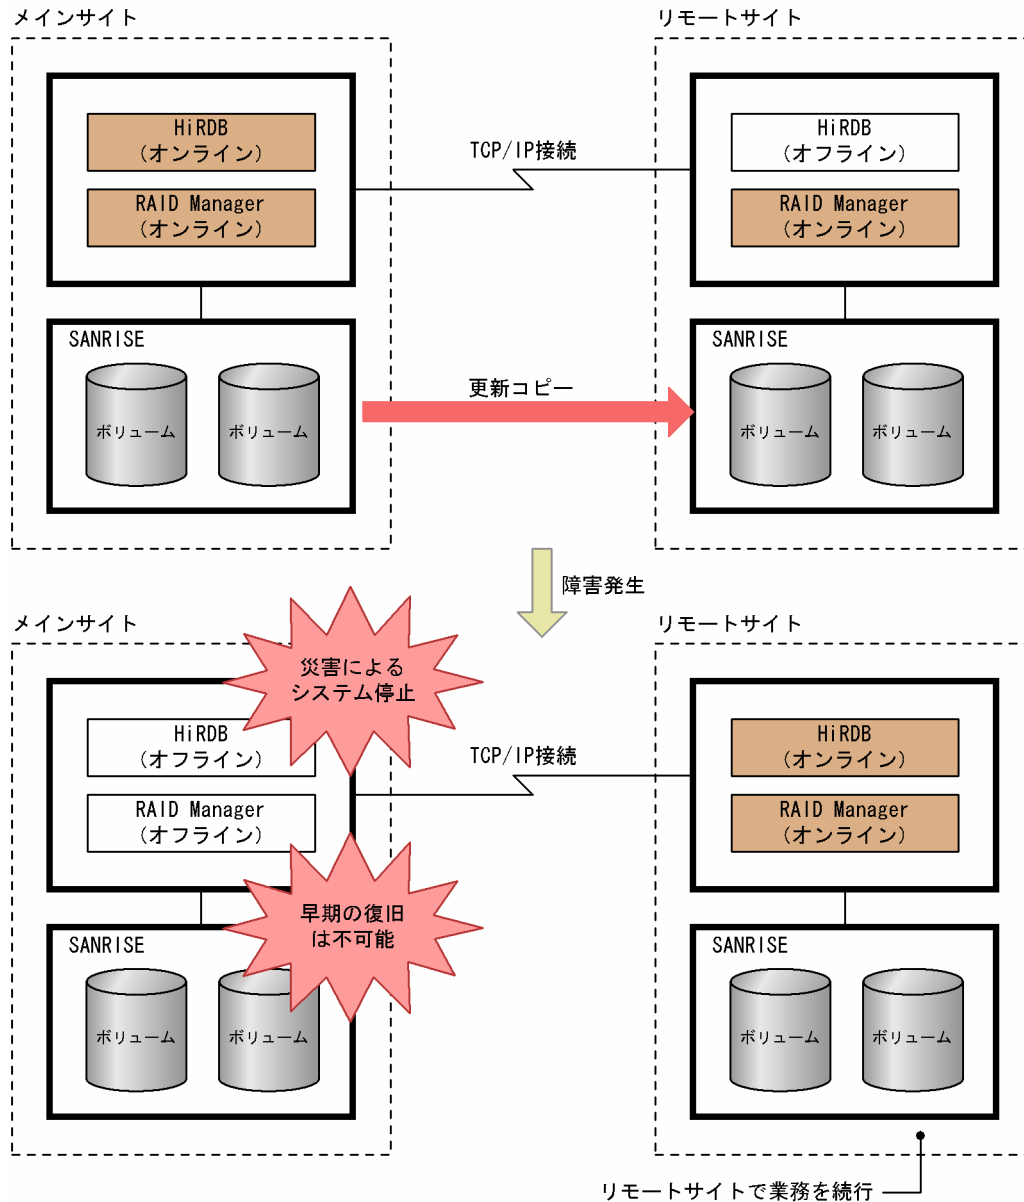 メインサイト
リモートサイト
HiRDB
(オンライン)
RAID Manager
(オンライン)
TCP/IP接続
HiRDB
(オフライン)
RAID Manager
(オンライン)
SANRISE
ボリューム
ボリューム
更新コピー
SANRISE
ボリューム
ボリューム
障害発生
メインサイト
リモートサイト
災害による
システム停止
HiRDB
(オフライン)
RAID Manager
(オフライン)
TCP/IP接続
HiRDB
(オンライン)
RAID Manager
(オンライン)
早期の復旧
は不可能
SANRISE
ボリューム
ボリューム
SANRISE
ボリューム
ボリューム
リモートサイトで業務を続行